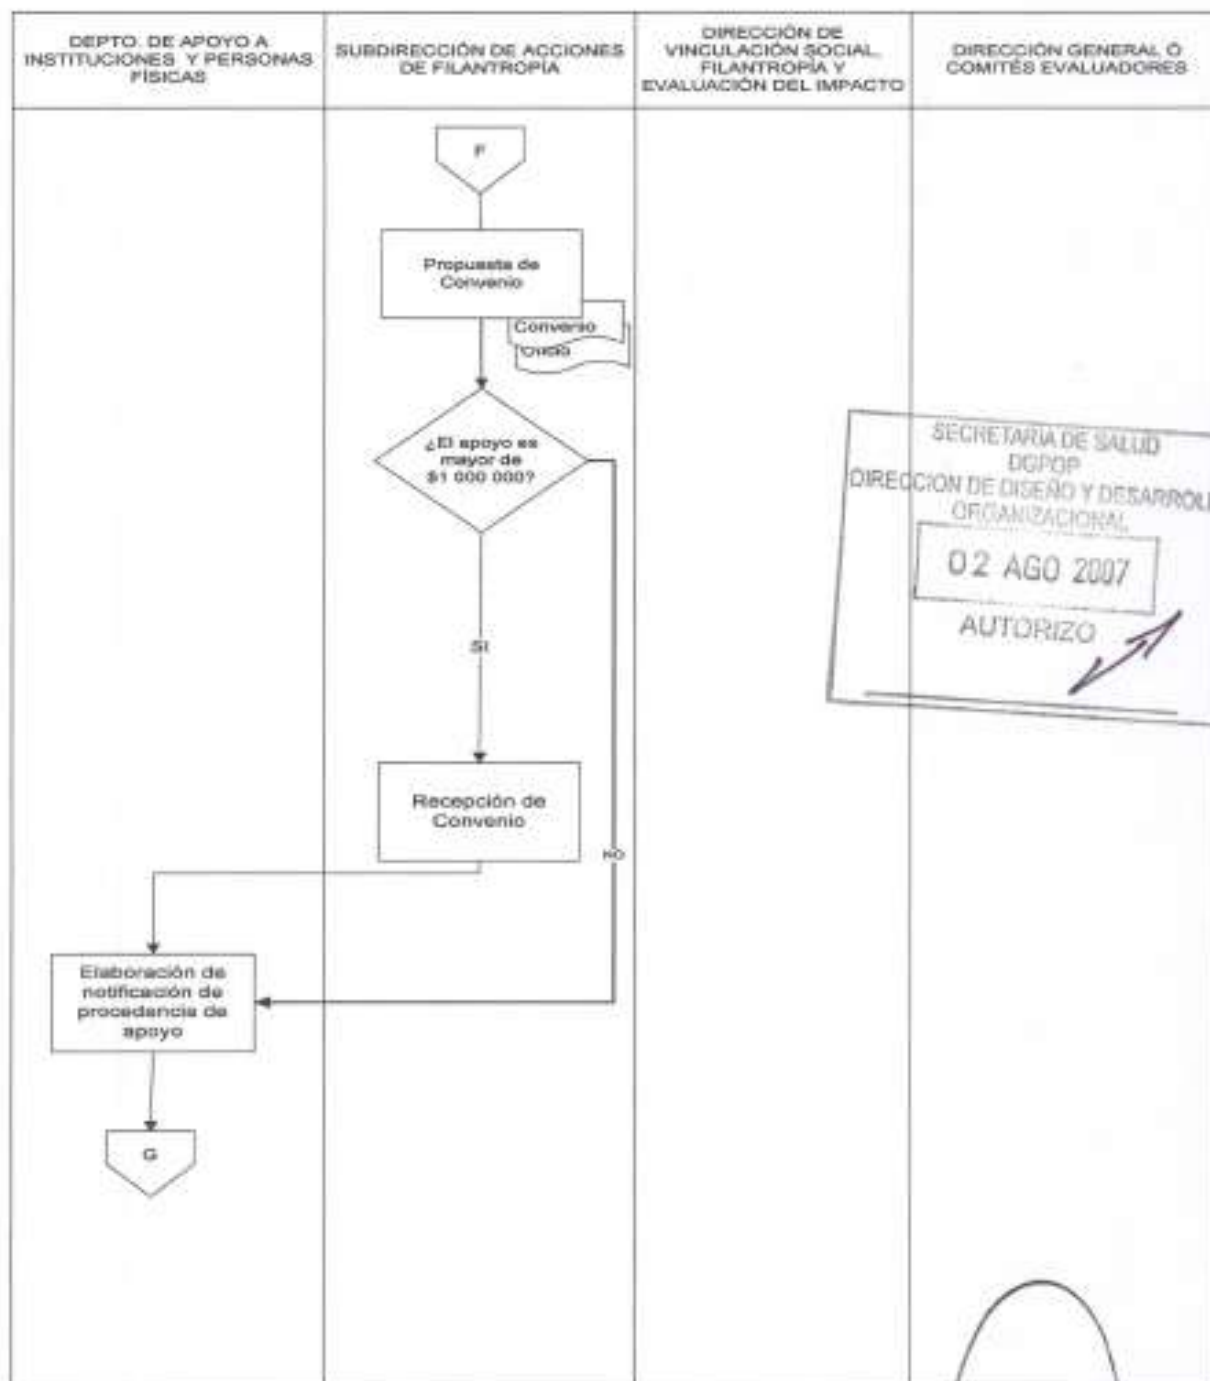 DEPTO. DE APOYO A
INSTITUCIONES Y PERSONAS
FÍSICAS
SUBDIRECCIÓN DE ACCIONES
DE FILANTROPÍA
DIRECCIÓN DE
VINCULACIÓN SOCIAL,
FILANTROPÍA Y
EVALUACIÓN DEL IMPACTO
DIRECCIÓN GENERAL Ó
COMITÉS EVALUADORES
F
Propuesta de
Convenio
Convenio
¿El apoyo es
mayor de
$1 000 000?
SECRETARIA DE SALUD
DGPOP
DIRECCION DE DISEÑO Y DESARROLL
ORGANIZACIONAL
02 AGO 2007
AUTORIZO
SI
Recepción de
Convenio
NO
Elaboración de
notificación de
procedencia de
apoyo
G